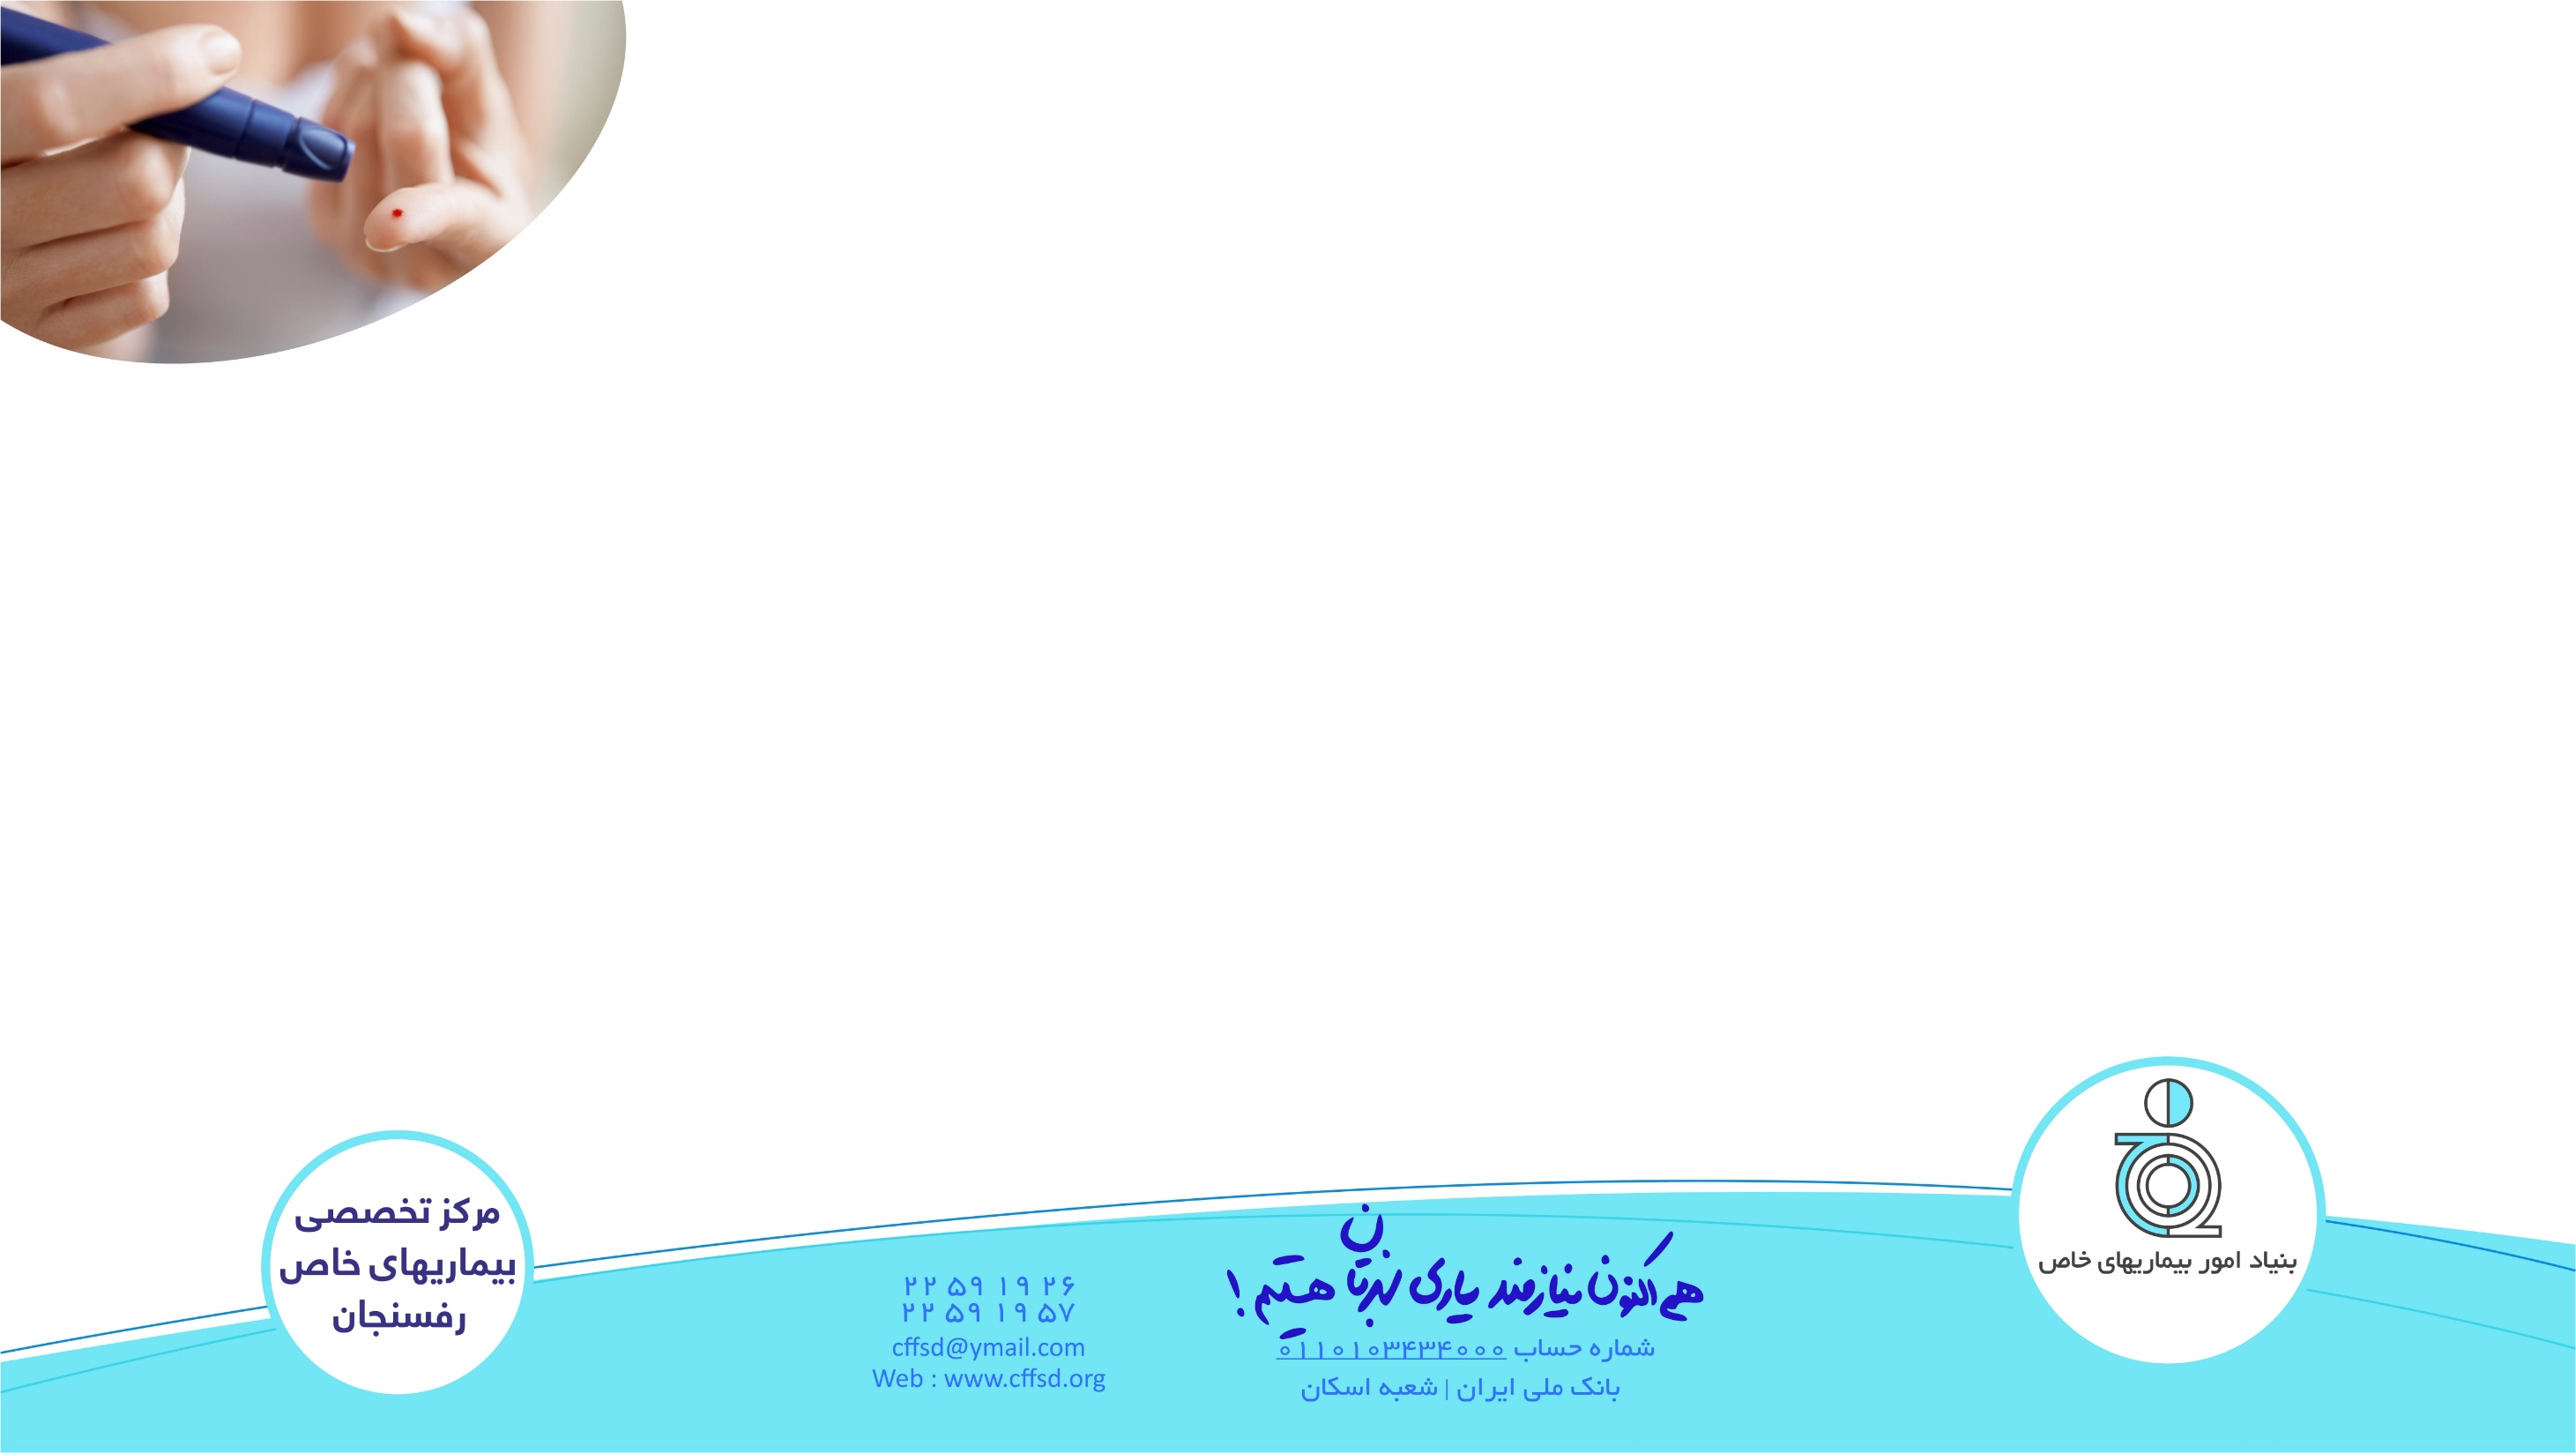 بنیاد امور بیماریهای خاص
هم اکنون نیازمند یاری سبزتان هستیم !
شماره حساب ۰۱۱۰۱۰۳۴۳۴۰۰۰
بانک ملی ایران | شعبه اسکان
۲۲ ۵۹ ۱۹ ۲۶
۲۲ ۵۹ ۱۹ ۵۷
cffsd@ymail.com
Web : www.cffsd.org
مرکز تخصصی
بیماریهای خاص
رفسنجان